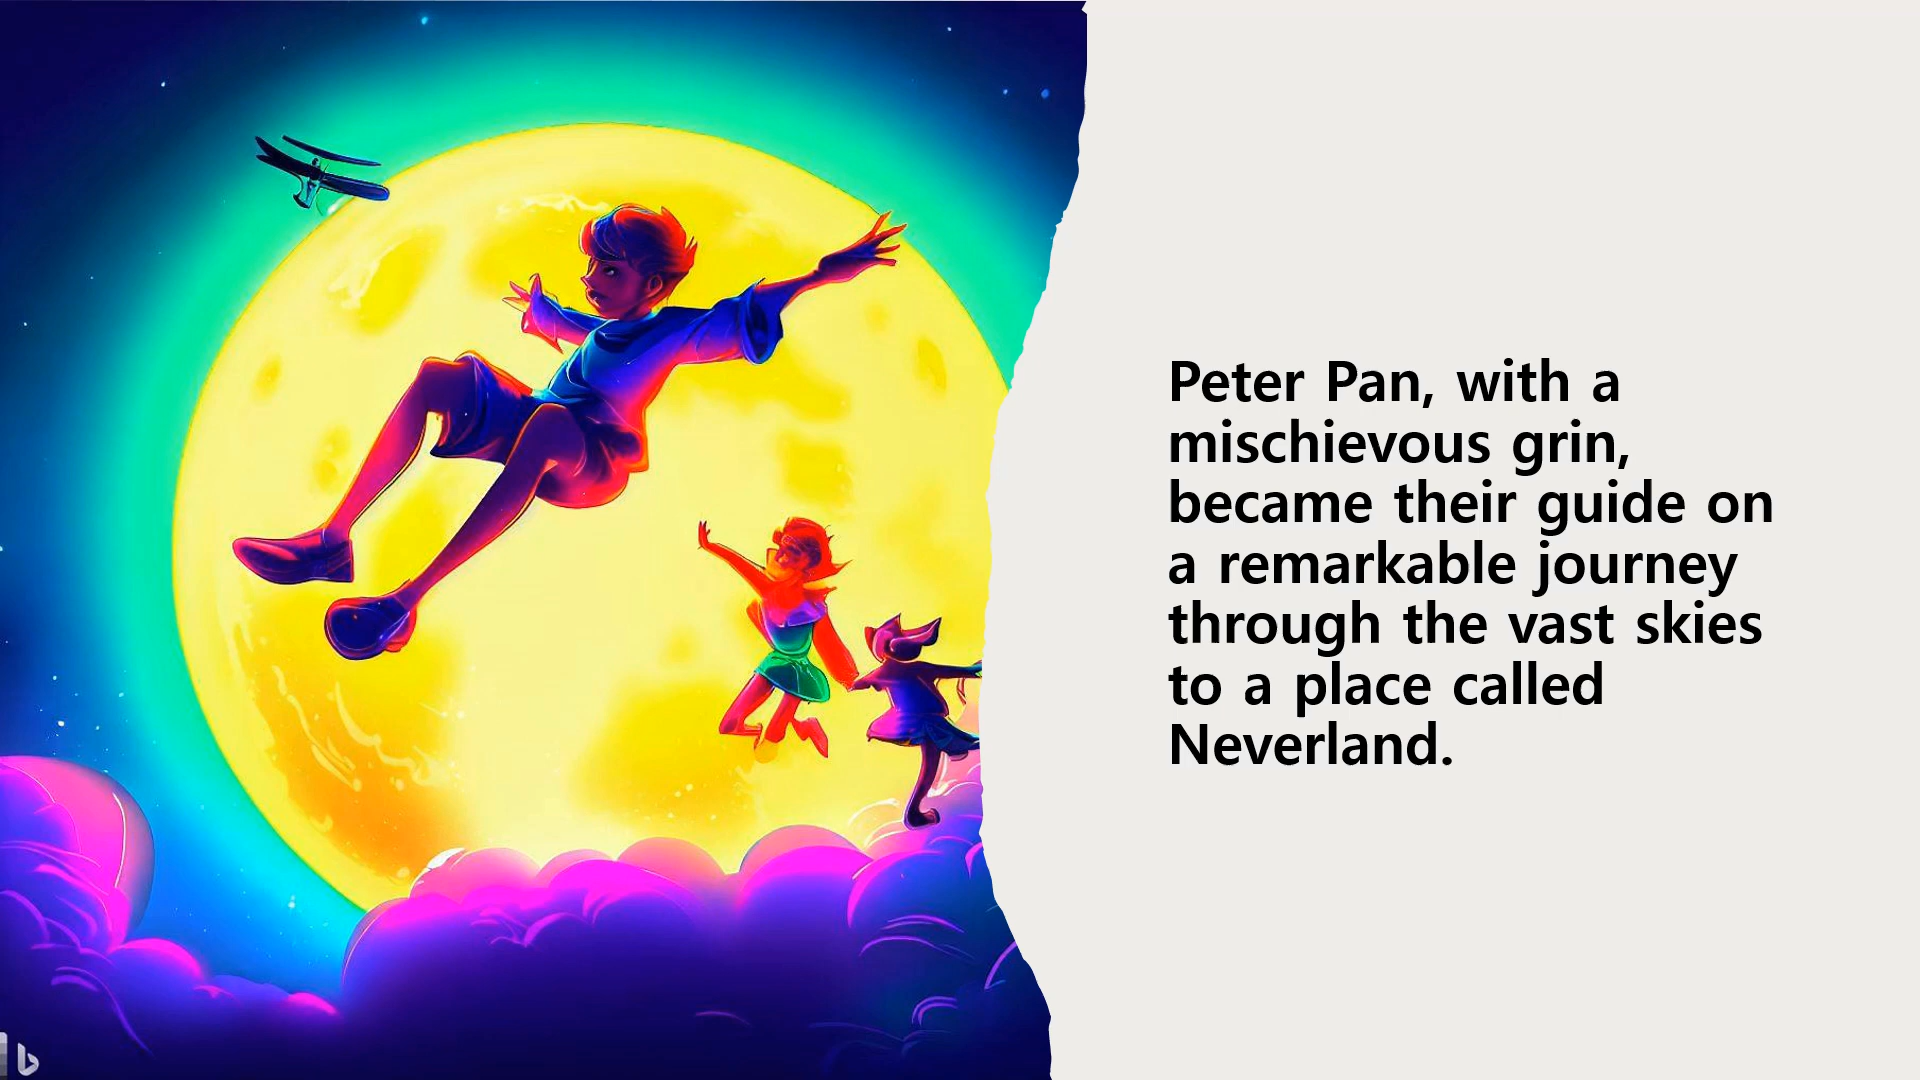 Peter Pan, with a
mischievous grin,
became their guide on
a remarkable journey
through the vast skies
to a place called
Neverland.